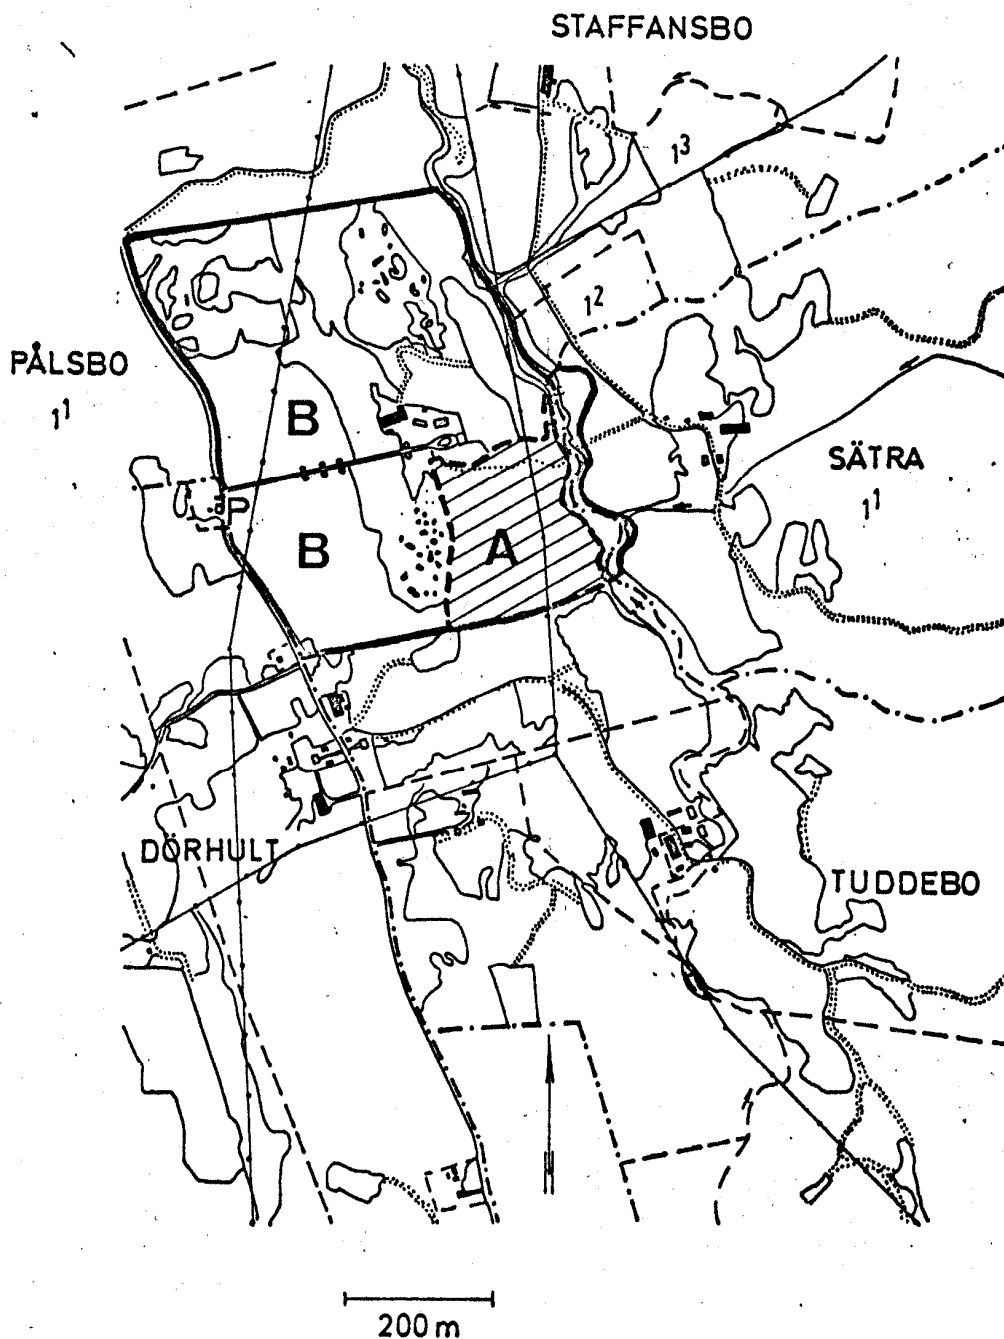 STAFFANSBO
1³
1²
PÅLSBO
1¹
B
SÄTRA
1¹
P
B
A
DÖRHULT
TUDDEBO
200 m